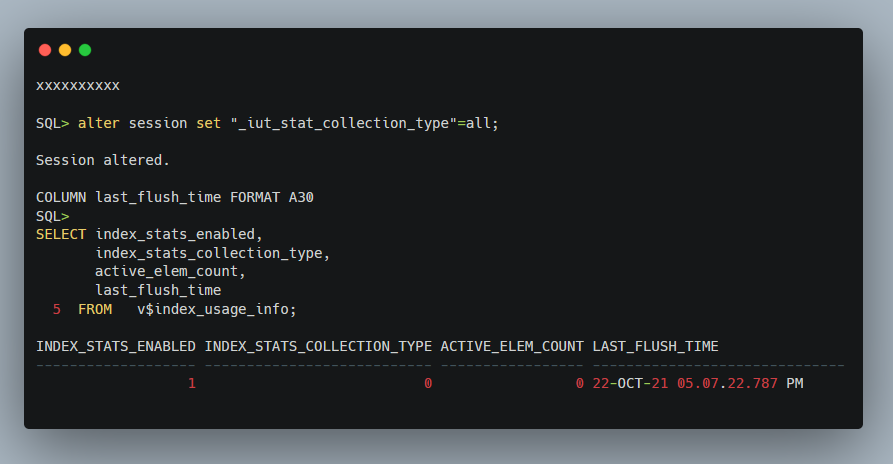 xxxxxxxxxx
SQL> alter session set "_iut_stat_collection_type"=all;
Session altered.
COLUMN last_flush_time FORMAT A30
SQL>
SELECT index_stats_enabled,
       index_stats_collection_type,
       active_elem_count,
       last_flush_time
  5  FROM   v$index_usage_info;
INDEX_STATS_ENABLED INDEX_STATS_COLLECTION_TYPE ACTIVE_ELEM_COUNT LAST_FLUSH_TIME
------------------- --------------------------- ----------------- ------------------------------
                  1                           0                 0 22-OCT-21 05.07.22.787 PM